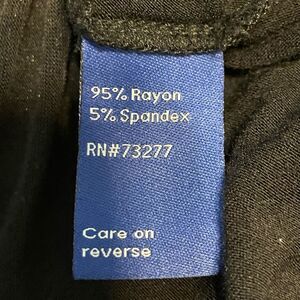 95% Rayon
5% Spandex
RN#73277
Care on
reverse